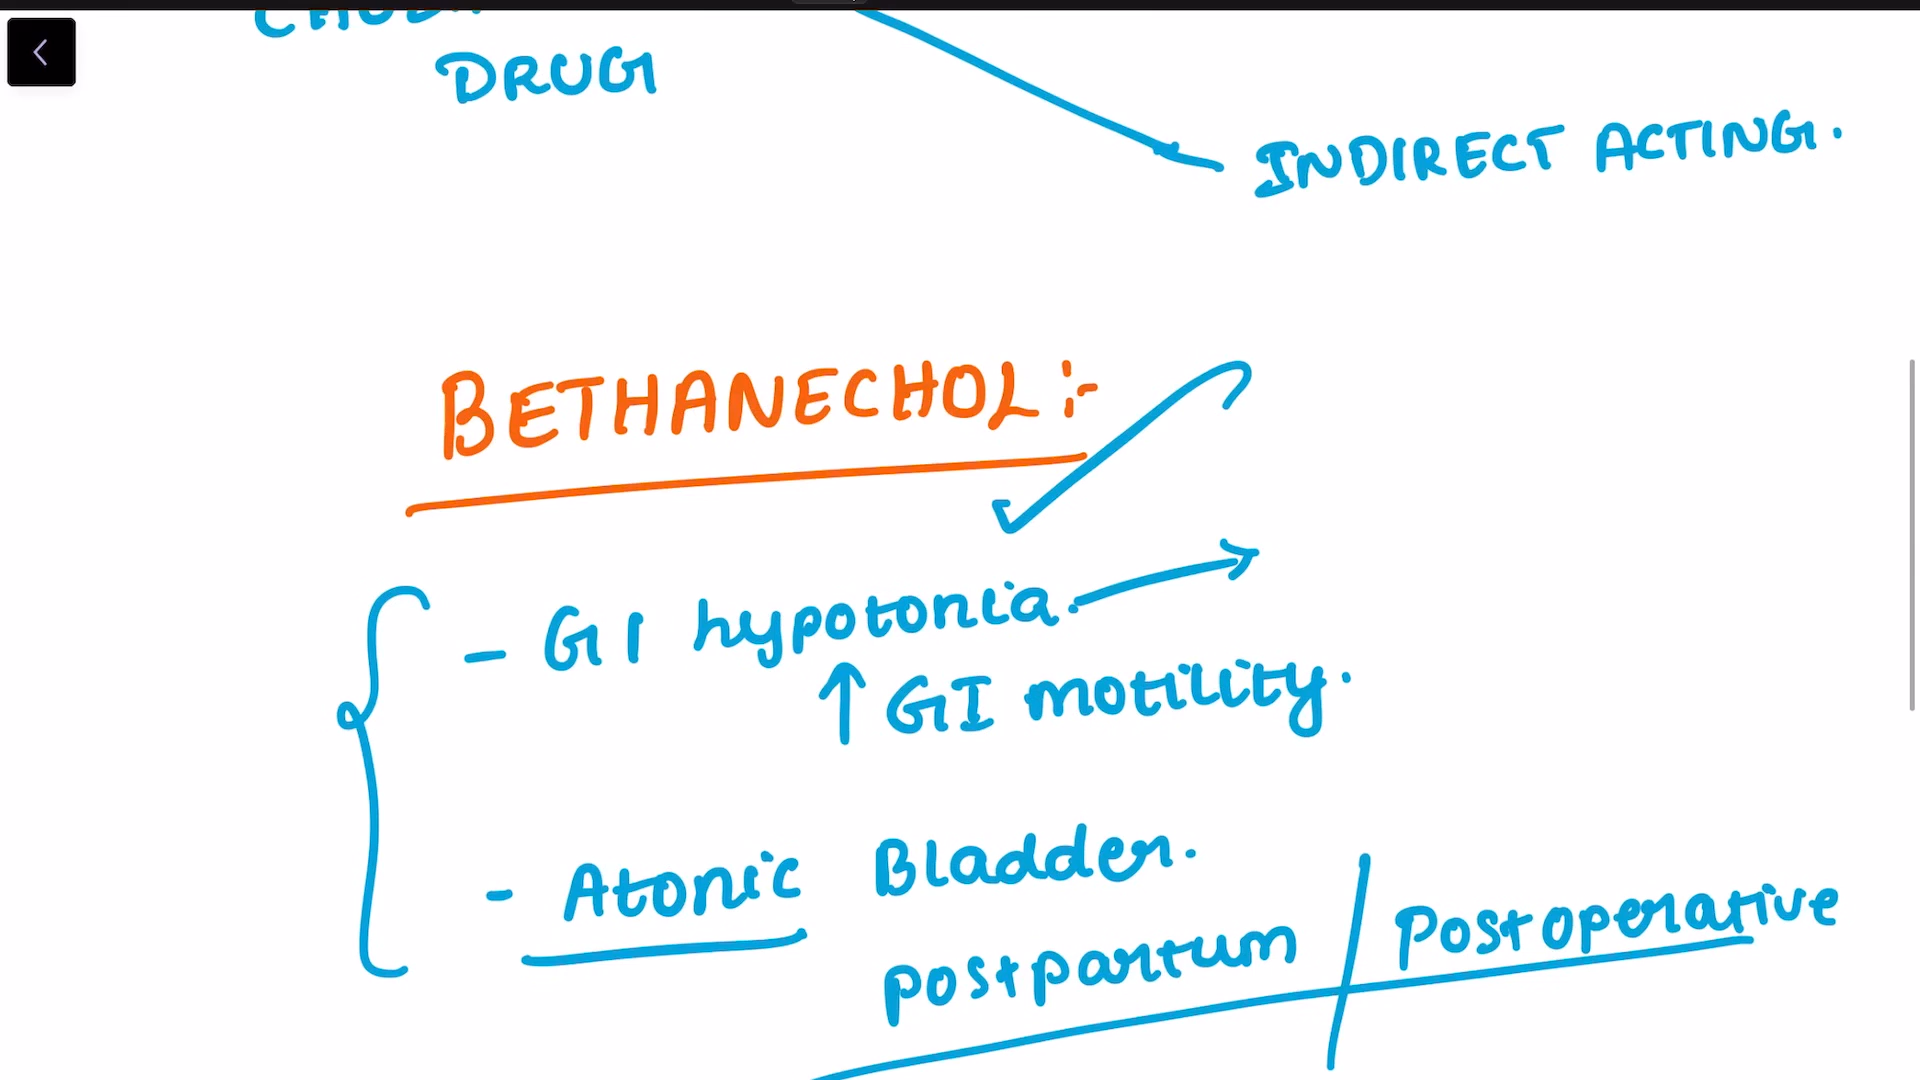 DRUG
INDIRECT ACTING.
BETHANECHOL :-
- GI hypotonia. →
↑ GI motility.
- Atonic Bladder.
postpartum / Postoperative